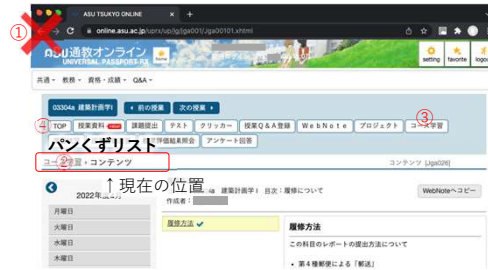 ①
ASU TSUKYO ONLINE
online.asu.ac.jp/uprx/up/jg/jga001/Jga00101.xhtml
ASU通教オンライン
UNIVERSAL PASSPORT RX
Home
setting favorite logout
共通 教務 資格・成績 Q&A
03304a 建築計画学Ⅰ 前の授業 次の授業
③
④
TOP 授業資料 課題提出 テスト クリッカー 授業Q&A登録 WebNote プロジェクト コース学習
パンくずリスト
評価結果照会 アンケート回答
②
コース学習 › コンテンツ
コンテンツ [Jga026]
↑現在の位置
2022年
建築計画学Ⅰ 目次：履修について
WebNoteへコピー
作成者：
月曜日
火曜日
水曜日
木曜日
履修方法
履修方法
この科目のレポートの提出方法について
• 第4種郵便による「郵送」